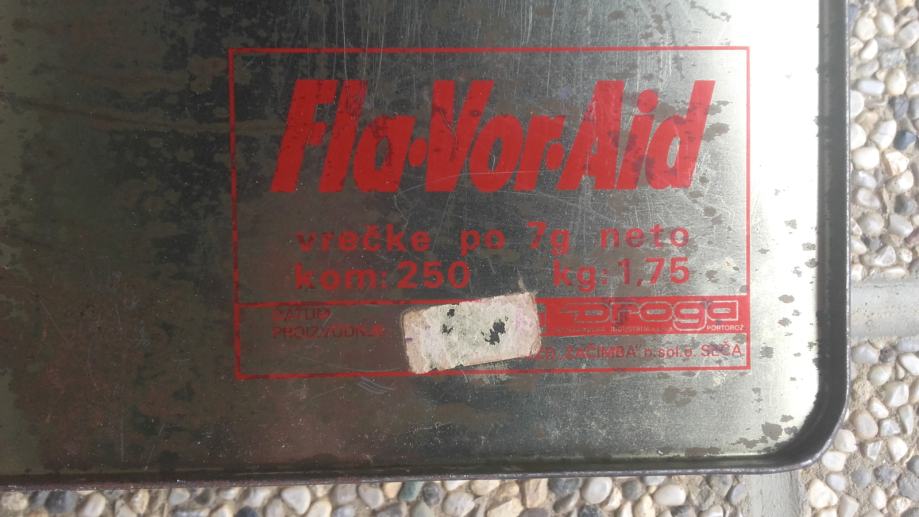 Fla·Vor·Aid
vrečke po 7g neto
kom: 250 kg: 1,75
DATUM
PROIZVODNJE
Droga
PORTOROŽ
"ZAČIMBA" n.sol.o. SEČA